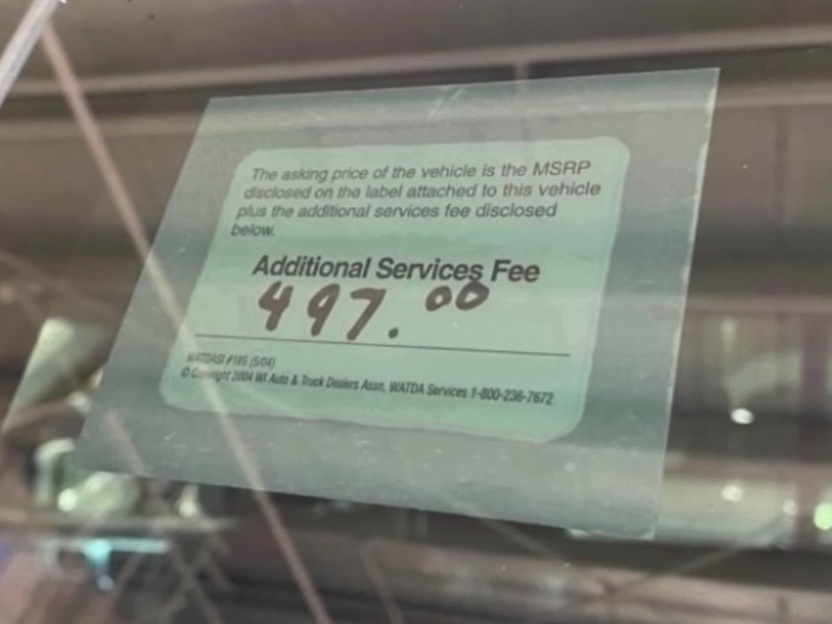 The asking price of the vehicle is the MSRP
disclosed on the label attached to this vehicle
plus the additional services fee disclosed
below.
Additional Services Fee
497.00
WATDASI #185 (5/04)
© Copyright 2004 WI Auto & Truck Dealers Assn, WATDA Services 1-800-236-7672